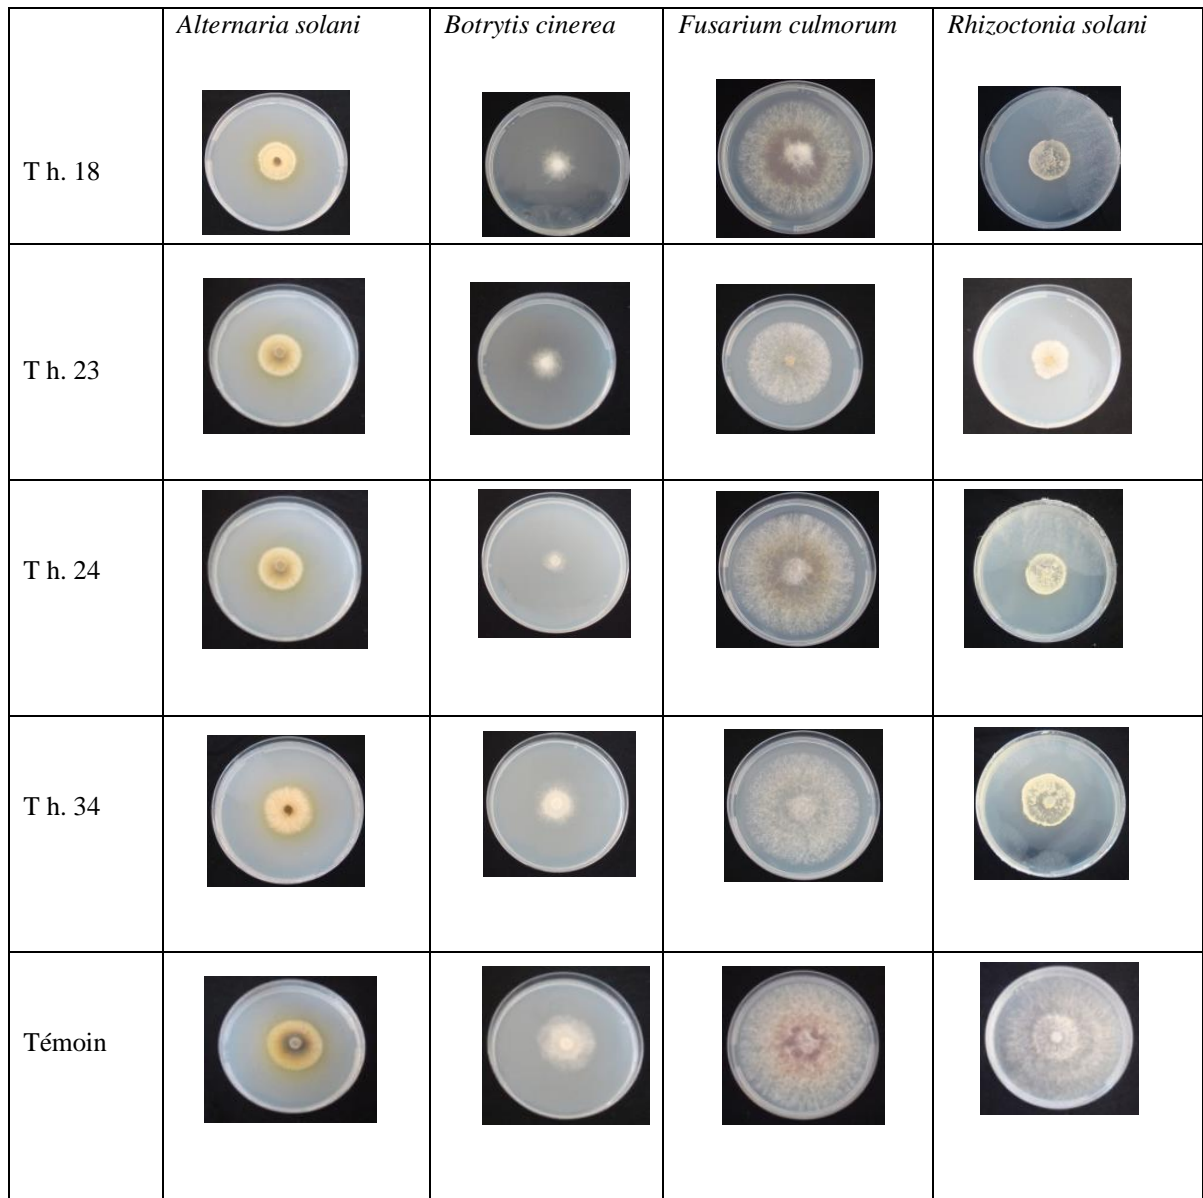 Alternaria solani Botrytis cinerea Fusarium culmorum Rhizoctonia solani
T h. 18
T h. 23
T h. 24
T h. 34
Témoin